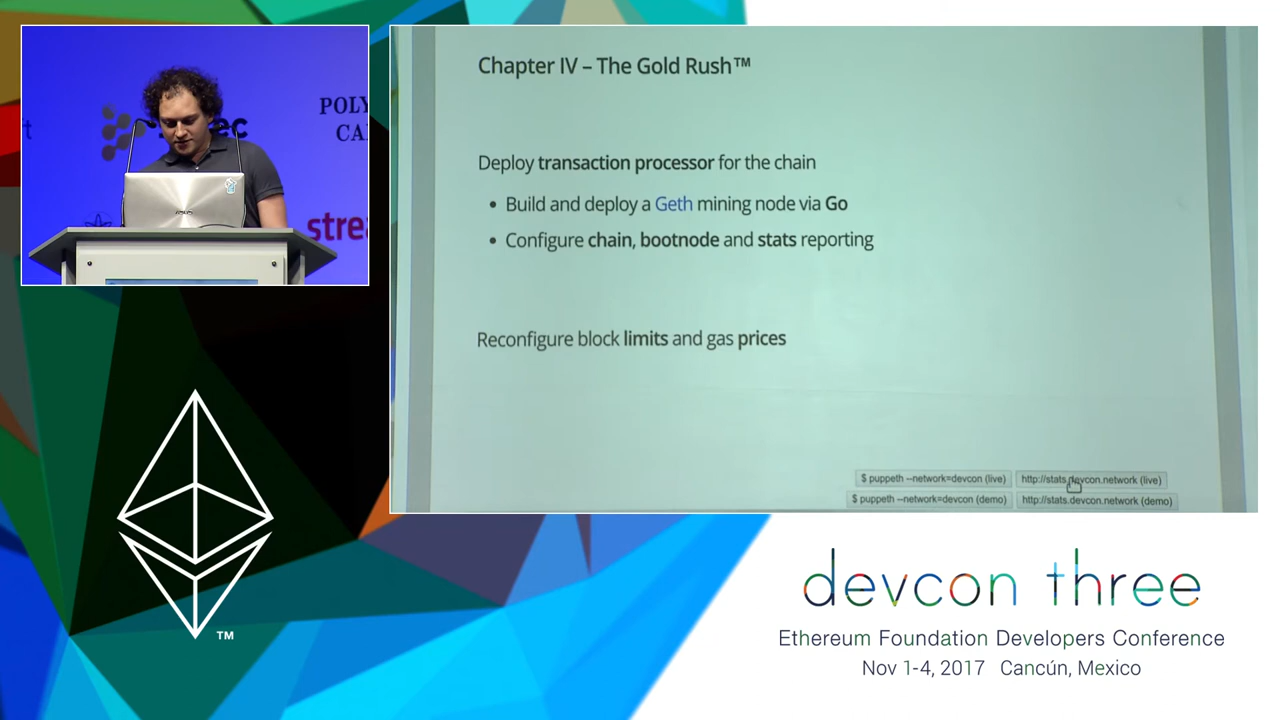 POLY
CA
ec
stre
ASUS
Chapter IV – The Gold Rush™
Deploy transaction processor for the chain
• Build and deploy a Geth mining node via Go
• Configure chain, bootnode and stats reporting
Reconfigure block limits and gas prices
$ puppeth --network=devcon (live)
http://stats.devcon.network (live)
$ puppeth --network=devcon (demo)
http://stats.devcon.network (demo)
TM
devcon three
Ethereum Foundation Developers Conference
Nov 1-4, 2017 Cancún, Mexico